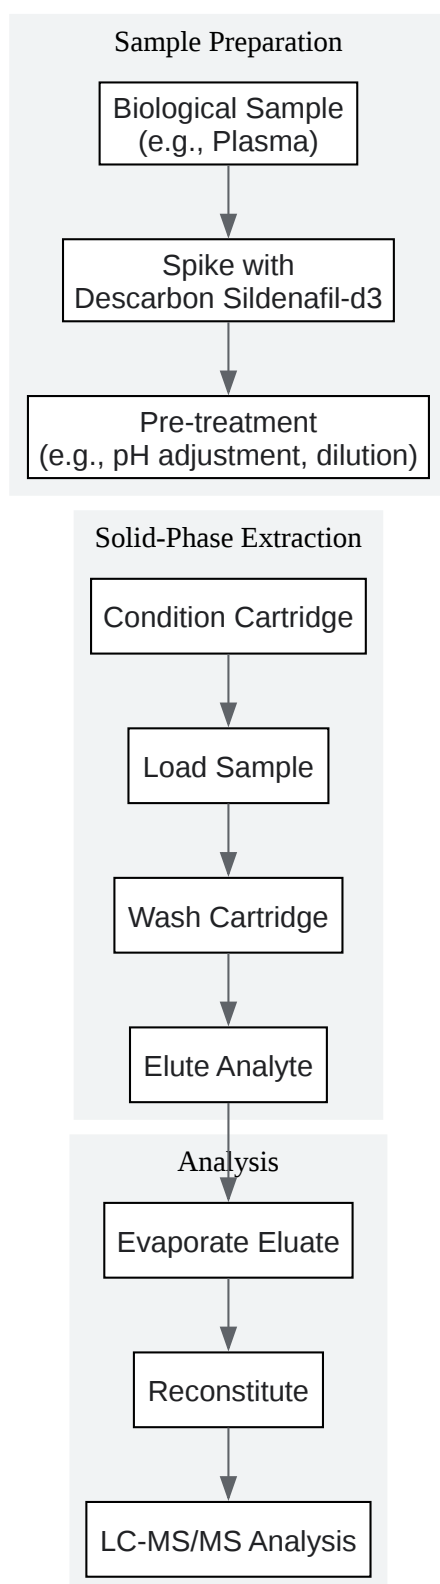 Sample Preparation
Biological Sample
(e.g., Plasma)
Spike with
Descarbon Sildenafil-d3
Pre-treatment
(e.g., pH adjustment, dilution)
Solid-Phase Extraction
Condition Cartridge
Load Sample
Wash Cartridge
Elute Analyte
Analysis
Evaporate Eluate
Reconstitute
LC-MS/MS Analysis